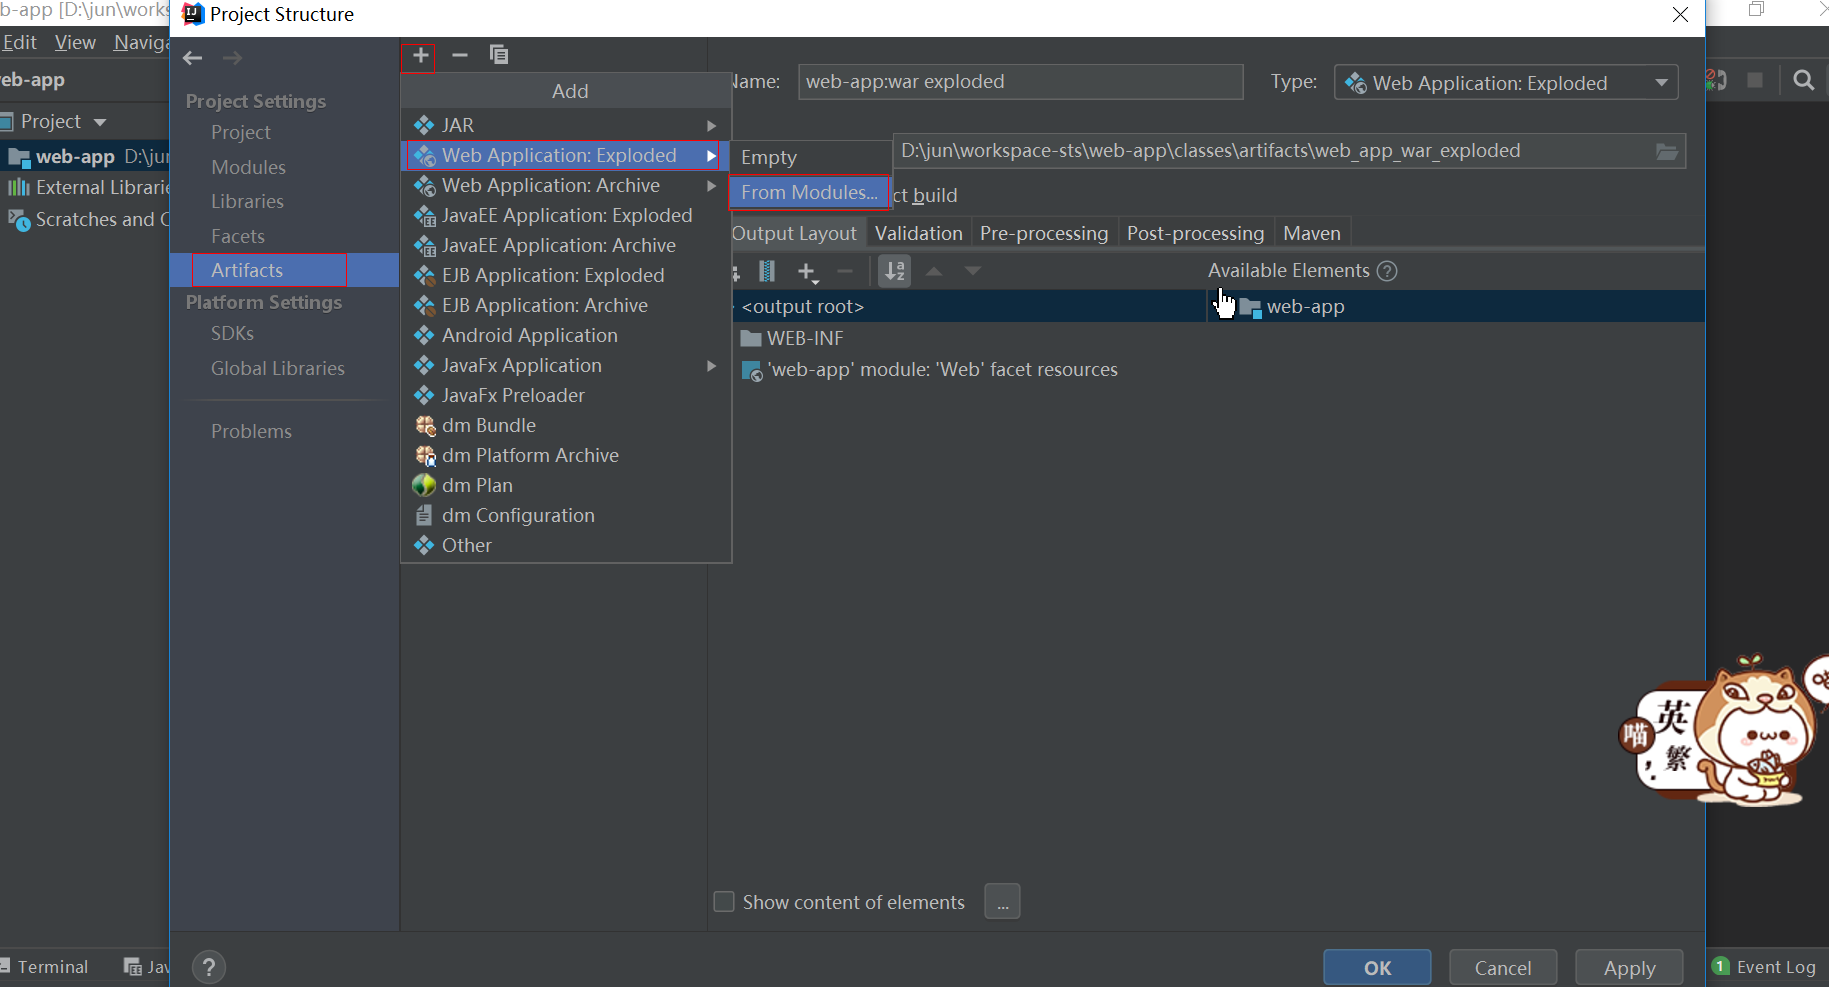 b-app [D:\jun\works
Project Structure
Edit View Naviga
eb-app
Project
web-app D:\jun
External Librarie
Scratches and C
Project Settings
Project
Modules
Libraries
Facets
Artifacts
Platform Settings
SDKs
Global Libraries
Problems
Add
JAR
Web Application: Exploded
Web Application: Archive
JavaEE Application: Exploded
JavaEE Application: Archive
EJB Application: Exploded
EJB Application: Archive
Android Application
JavaFx Application
JavaFx Preloader
dm Bundle
dm Platform Archive
dm Plan
dm Configuration
Other
Empty
From Modules...
Name: web-app:war exploded
Type: Web Application: Exploded
D:\jun\workspace-sts\web-app\classes\artifacts\web_app_war_exploded
ct build
Output Layout Validation Pre-processing Post-processing Maven
Available Elements ?
<output root>
web-app
WEB-INF
'web-app' module: 'Web' facet resources
Show content of elements ...
英
喵
，繁
?
OK Cancel Apply
Terminal Jav
1 Event Log